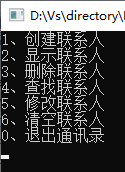 D:\Vs\directory\
1、创建联系人
2、显示联系人
3、删除联系人
4、查找联系人
5、修改联系人
6、清空联系人
0、退出通讯录